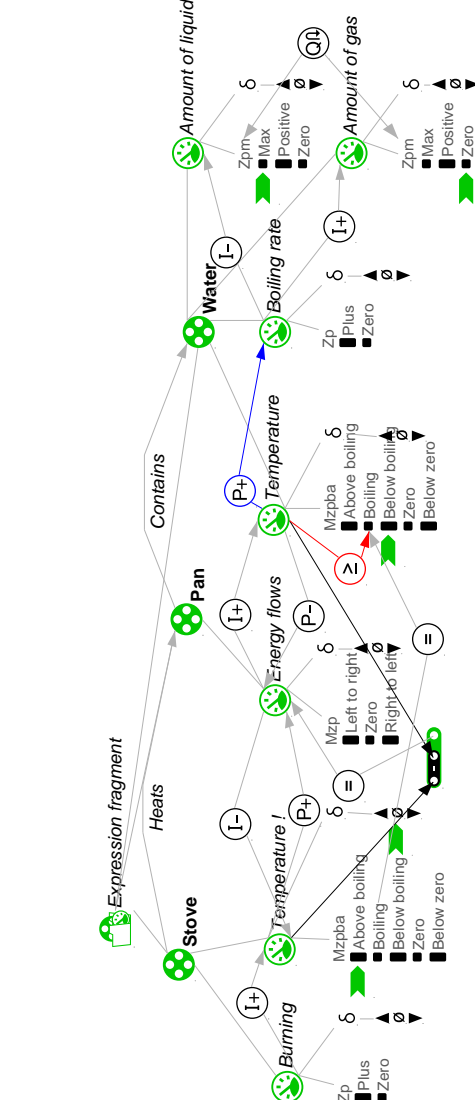 Expression fragment
Heats
Contains
Stove
Pan
Water
Burning
Zp
Plus
Zero
δ
ø
I+
Temperature !
Mzpba
Above boiling
Boiling
Below boiling
Zero
Below zero
δ
ø
I-
P+
=
-
Energy flows
Mzp
Left to right
Zero
Right to left
δ
ø
I+
P-
Temperature
Mzpba
Above boiling
Boiling
Below boiling
Zero
Below zero
δ
ø
≥
=
P+
Boiling rate
Zp
Plus
Zero
δ
ø
I-
I+
Amount of liquid
Zpm
Max
Positive
Zero
δ
ø
Amount of gas
Zpm
Max
Positive
Zero
δ
ø